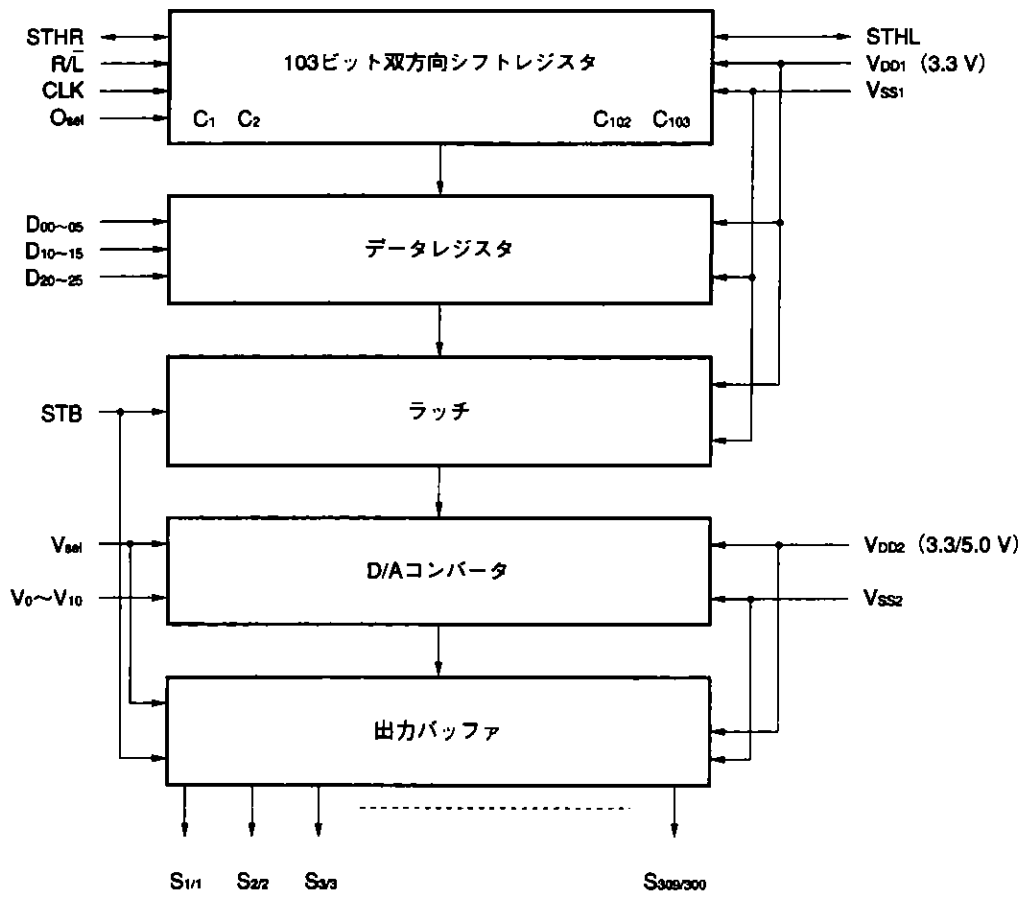 STHR
STHL
R/L̅
103ビット双方向シフトレジスタ
VDD1 (3.3 V)
CLK
VSS1
Osel
C1 C2 C102 C103
D00〜05
D10〜15
データレジスタ
D20〜25
STB
ラッチ
Vsel
VDD2 (3.3/5.0 V)
D/Aコンバータ
V0〜V10
VSS2
出力バッファ
S1/1 S2/2 S3/3 S309/300